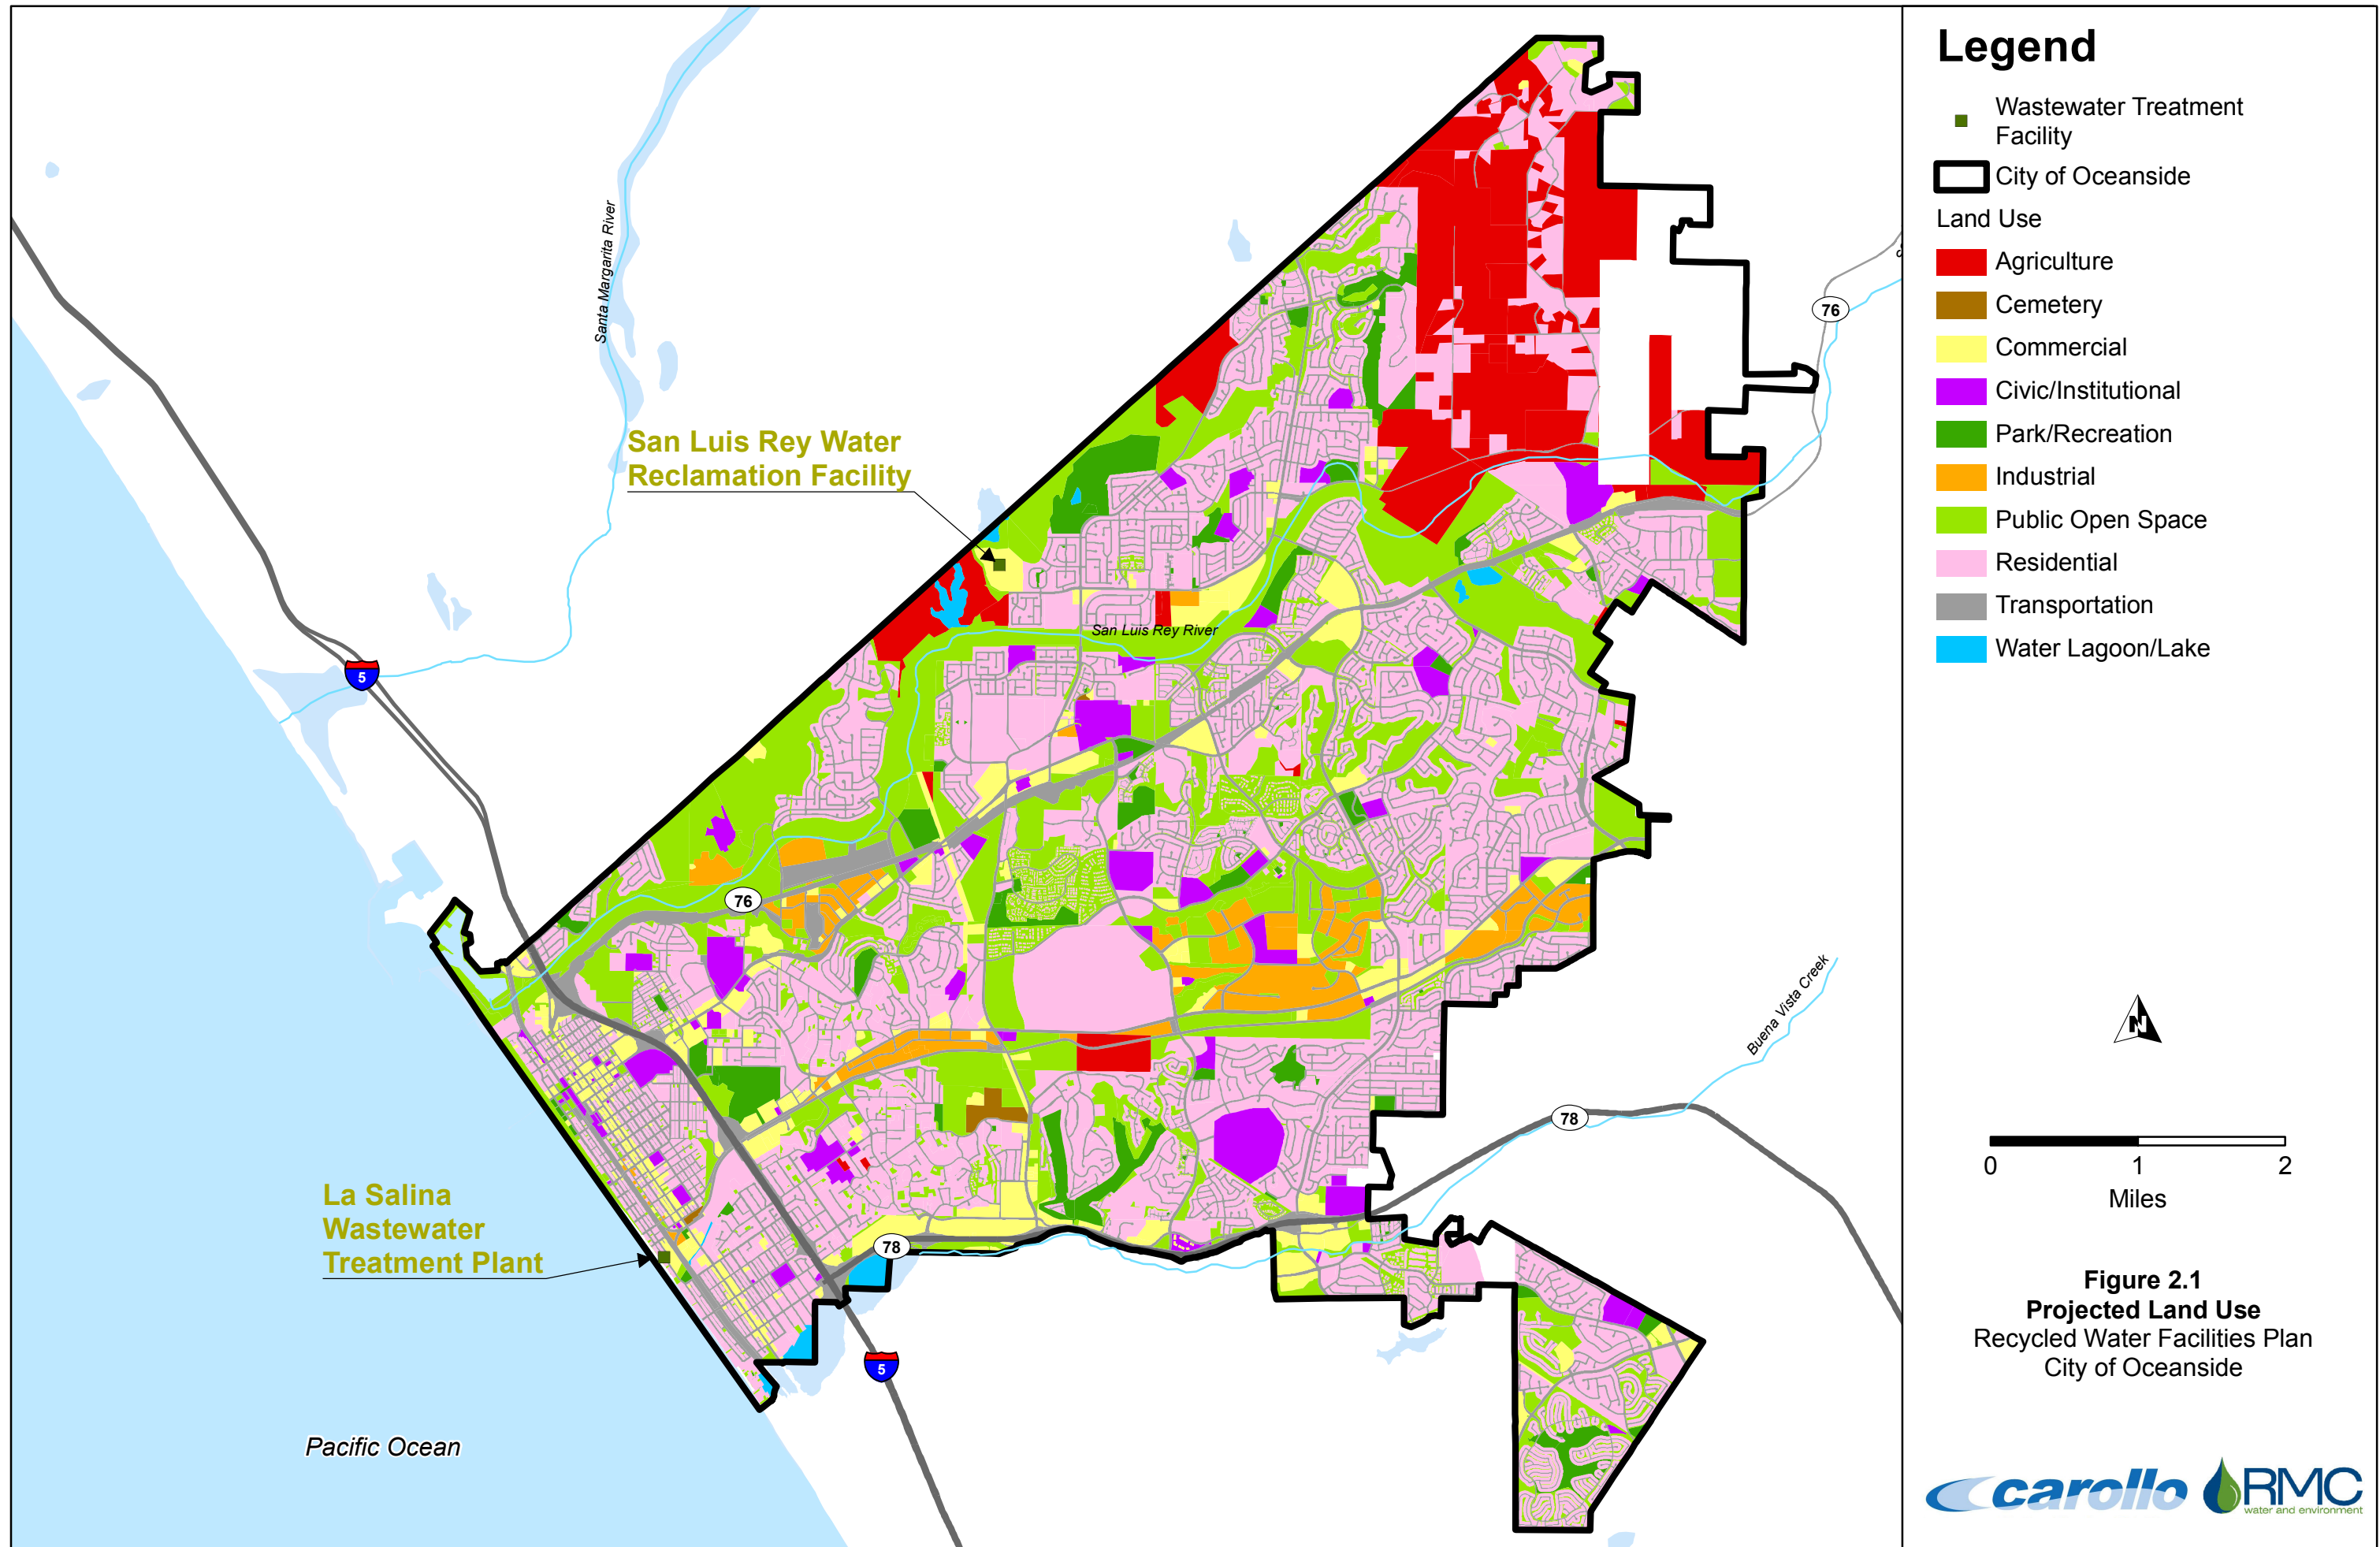 Santa Margarita River
San Luis Rey Water
Reclamation Facility
76
5
San Luis Rey River
76
Buena Vista Creek
78
La Salina
Wastewater
Treatment Plant
78
5
Pacific Ocean
Legend
Wastewater Treatment
Facility
City of Oceanside
Land Use
Agriculture
Cemetery
Commercial
Civic/Institutional
Park/Recreation
Industrial
Public Open Space
Residential
Transportation
Water Lagoon/Lake
N
0 1 2
Miles
Figure 2.1
Projected Land Use
Recycled Water Facilities Plan
City of Oceanside
carollo
RMC
water and environment